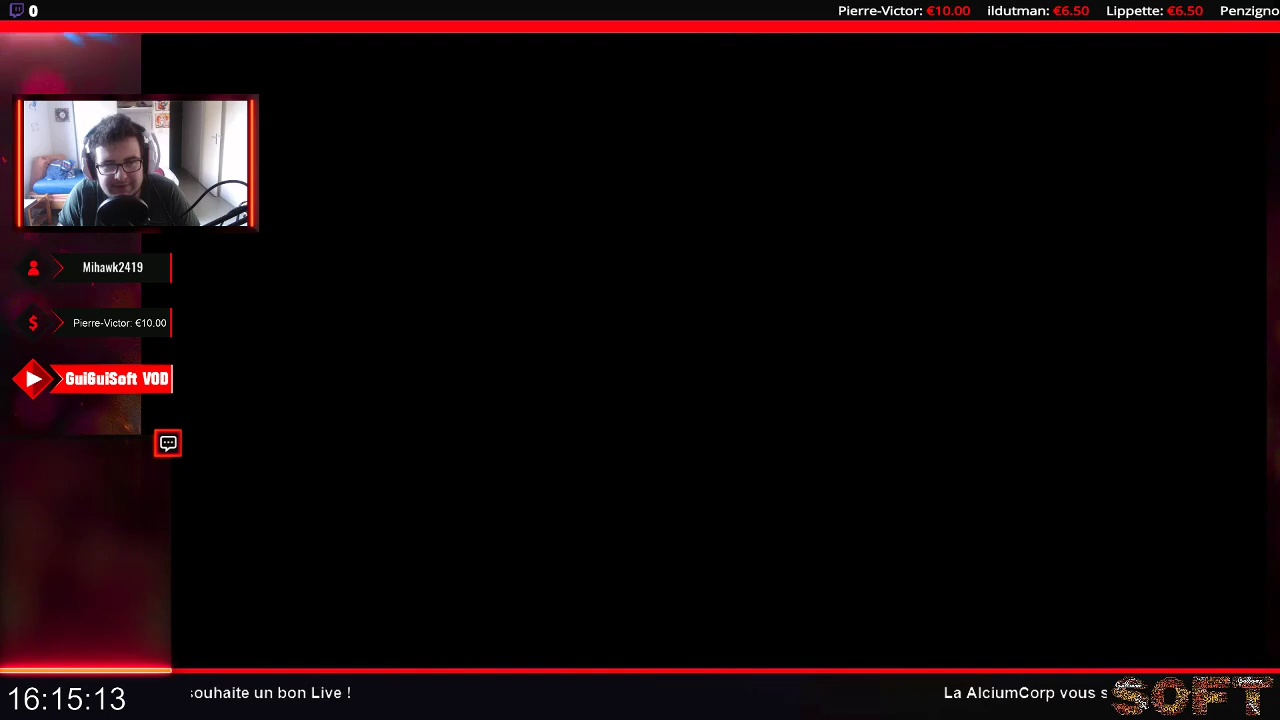 0
Pierre-Victor: €10.00 ildutman: €6.50 Lippette: €6.50 Penzigno
Mihawk2419
$
Pierre-Victor: €10.00
GuiGuiSoft VOD
16:15:13
souhaite un bon Live !
La AlciumCorp vous s
SOFT